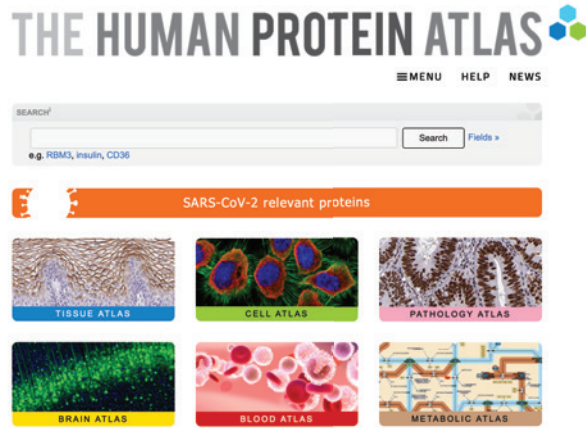 THE HUMAN PROTEIN ATLAS
≡MENU HELP NEWS
SEARCH²
Search Fields »
e.g. RBM3, insulin, CD36
SARS-CoV-2 relevant proteins
TISSUE ATLAS CELL ATLAS PATHOLOGY ATLAS
BRAIN ATLAS BLOOD ATLAS METABOLIC ATLAS